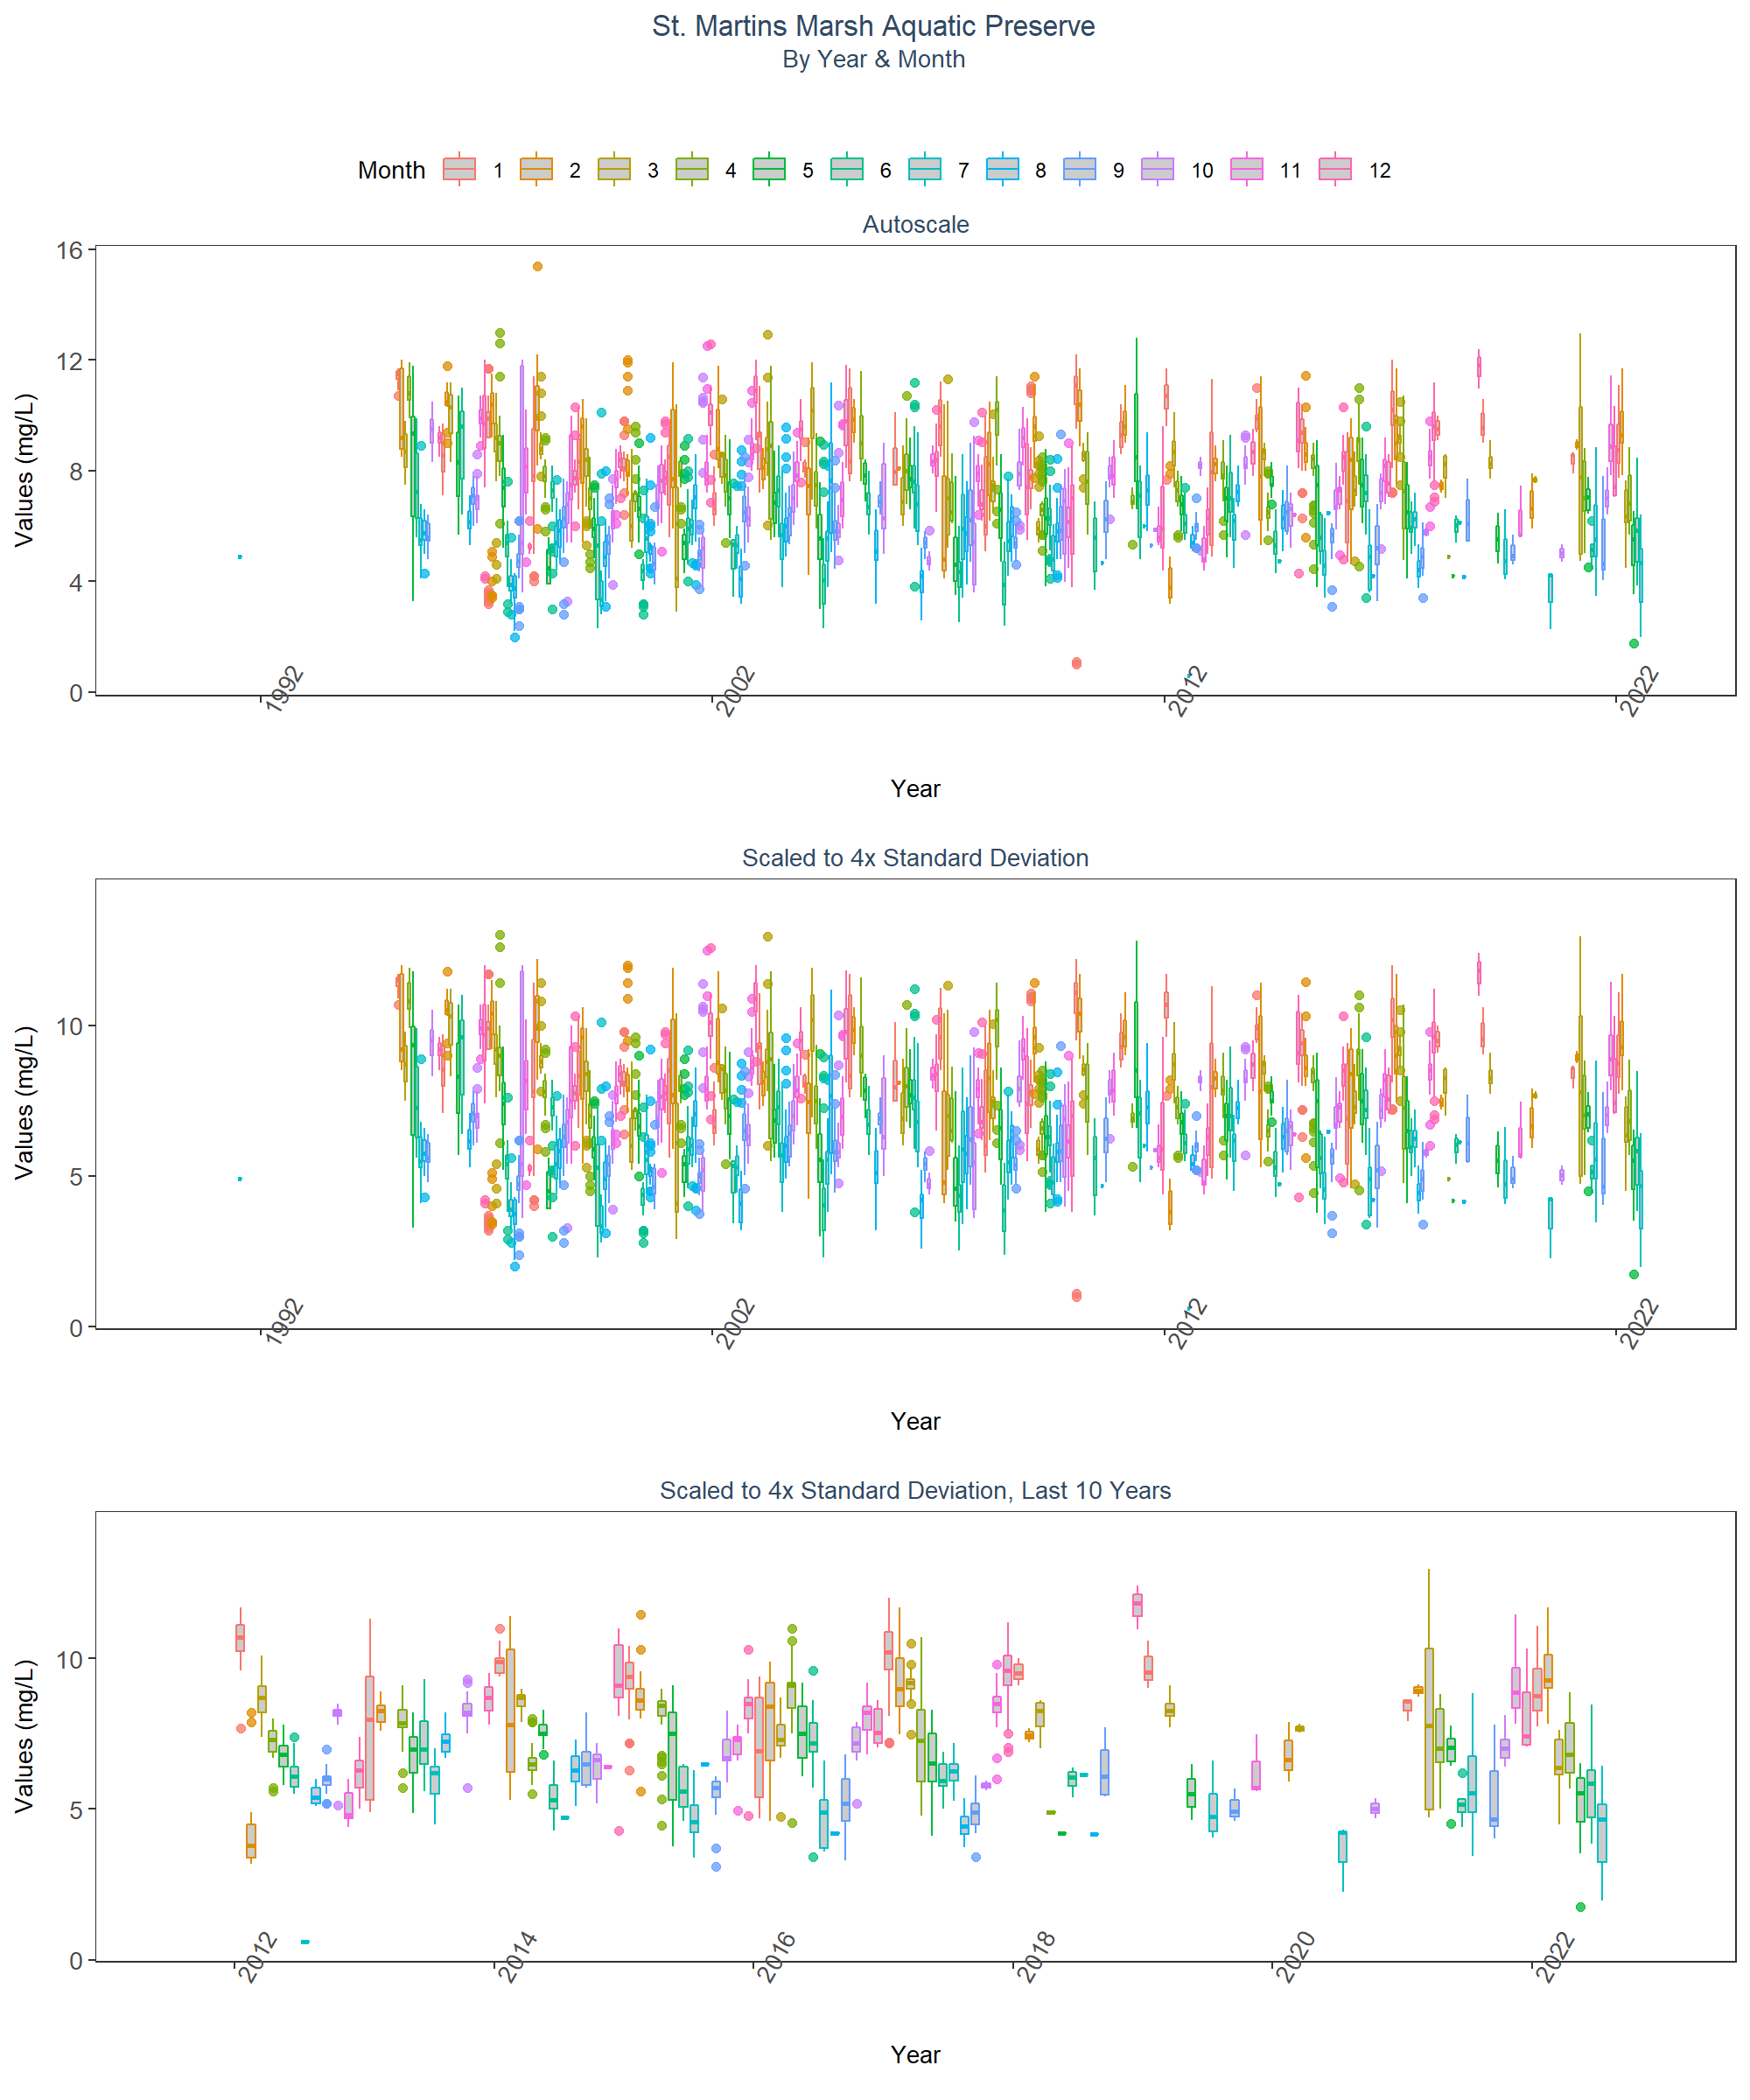 St. Martins Marsh Aquatic Preserve
By Year & Month
Month 1 2 3 4 5 6 7 8 9 10 11 12
Autoscale
Values (mg/L)
16
12
8
4
0
1992 2002 2012 2022
Year
Scaled to 4x Standard Deviation
Values (mg/L)
10
5
0
1992 2002 2012 2022
Year
Scaled to 4x Standard Deviation, Last 10 Years
Values (mg/L)
10
5
0
2012 2014 2016 2018 2020 2022
Year